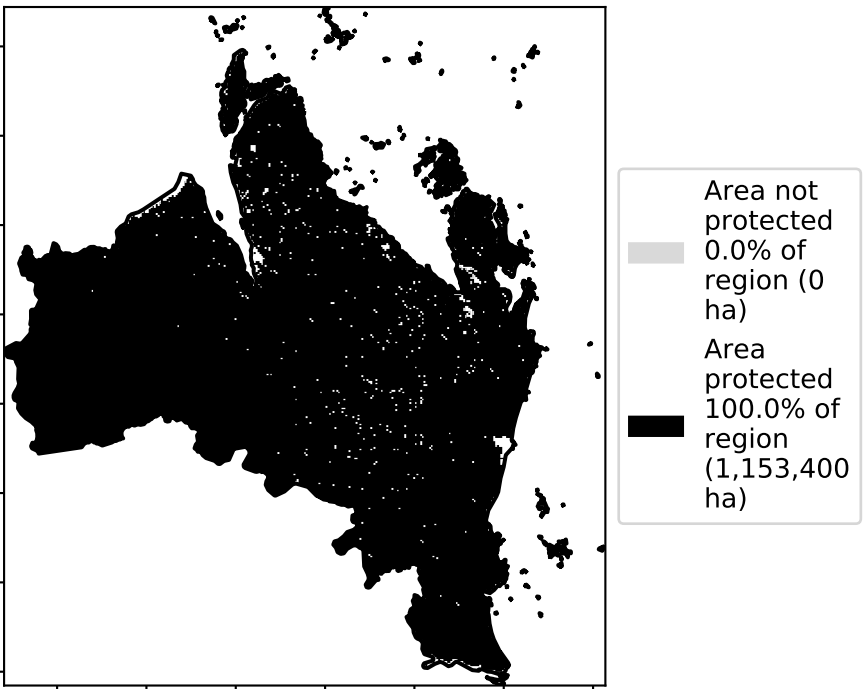 Area not
protected
0.0% of
region (0
ha)
Area
protected
100.0% of
region
(1,153,400
ha)